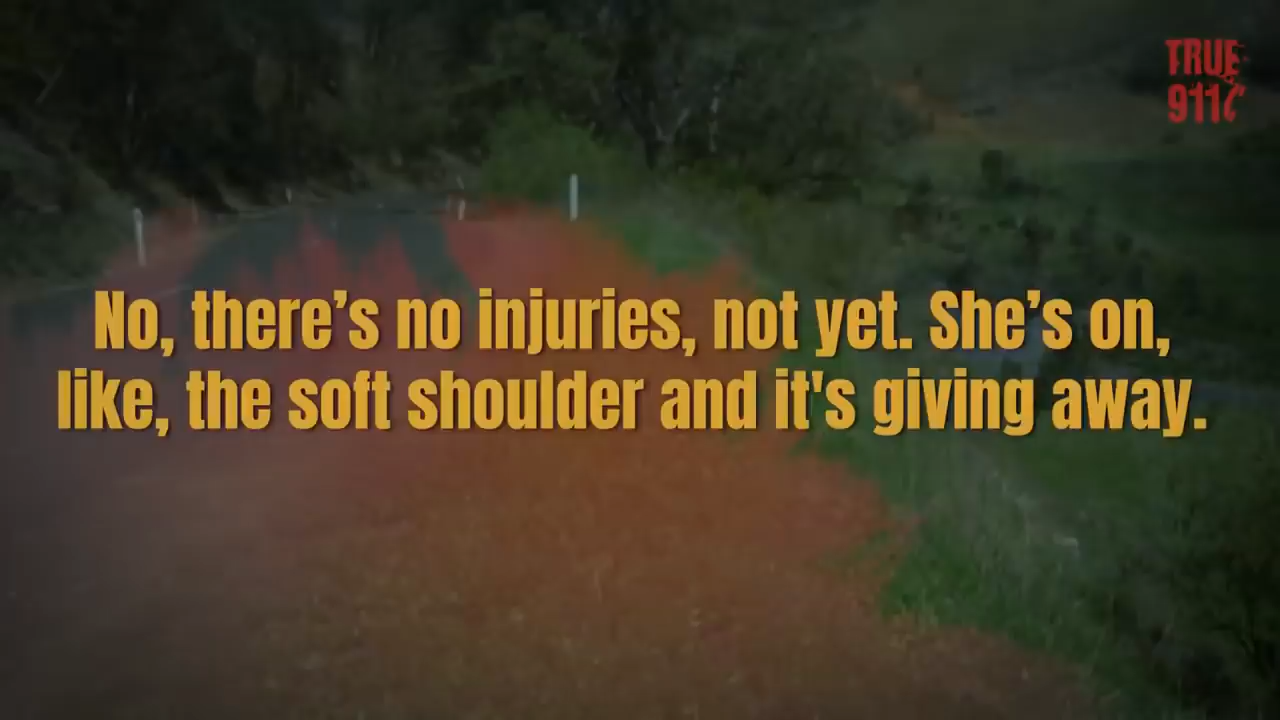 TRUE
911
No, there’s no injuries, not yet. She’s on,
like, the soft shoulder and it's giving away.